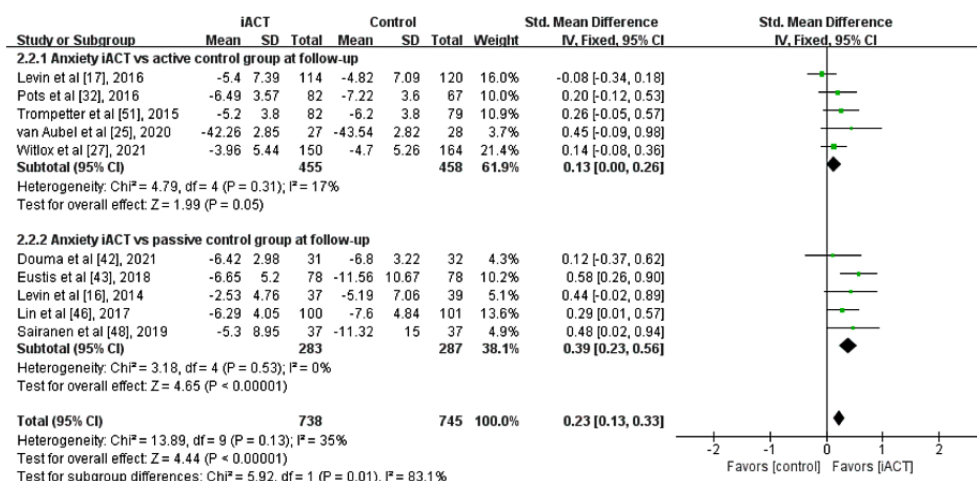 iACT Control Std. Mean Difference Std. Mean Difference
Study or Subgroup Mean SD Total Mean SD Total Weight IV, Fixed, 95% CI IV, Fixed, 95% CI
2.2.1 Anxiety iACT vs active control group at follow-up
Levin et al [17], 2016 -5.4 7.39 114 -4.82 7.09 120 16.0% -0.08 [-0.34, 0.18]
Pots et al [32], 2016 -6.49 3.57 82 -7.22 3.6 67 10.0% 0.20 [-0.12, 0.53]
Trompetter et al [51], 2015 -5.2 3.8 82 -6.2 3.8 79 10.9% 0.26 [-0.05, 0.57]
van Aubel et al [25], 2020 -42.26 2.85 27 -43.54 2.82 28 3.7% 0.45 [-0.09, 0.98]
Witlox et al [27], 2021 -3.96 5.44 150 -4.7 5.26 164 21.4% 0.14 [-0.08, 0.36]
Subtotal (95% CI) 455 458 61.9% 0.13 [0.00, 0.26]
Heterogeneity: Chi² = 4.79, df = 4 (P = 0.31); I² = 17%
Test for overall effect: Z = 1.99 (P = 0.05)
2.2.2 Anxiety iACT vs passive control group at follow-up
Douma et al [42], 2021 -6.42 2.98 31 -6.8 3.22 32 4.3% 0.12 [-0.37, 0.62]
Eustis et al [43], 2018 -6.65 5.2 78 -11.56 10.67 78 10.2% 0.58 [0.26, 0.90]
Levin et al [16], 2014 -2.53 4.76 37 -5.19 7.06 39 5.1% 0.44 [-0.02, 0.89]
Lin et al [46], 2017 -6.29 4.05 100 -7.6 4.84 101 13.6% 0.29 [0.01, 0.57]
Sairanen et al [48], 2019 -5.3 8.95 37 -11.32 15 37 4.9% 0.48 [0.02, 0.94]
Subtotal (95% CI) 283 287 38.1% 0.39 [0.23, 0.56]
Heterogeneity: Chi² = 3.18, df = 4 (P = 0.53); I² = 0%
Test for overall effect: Z = 4.65 (P < 0.00001)
Total (95% CI) 738 745 100.0% 0.23 [0.13, 0.33]
Heterogeneity: Chi² = 13.89, df = 9 (P = 0.13); I² = 35%
Test for overall effect: Z = 4.44 (P < 0.00001)
Test for subgroup differences: Chi² = 5.92, df = 1 (P = 0.01), I² = 83.1%
-2 -1 0 1 2
Favors [control] Favors [iACT]